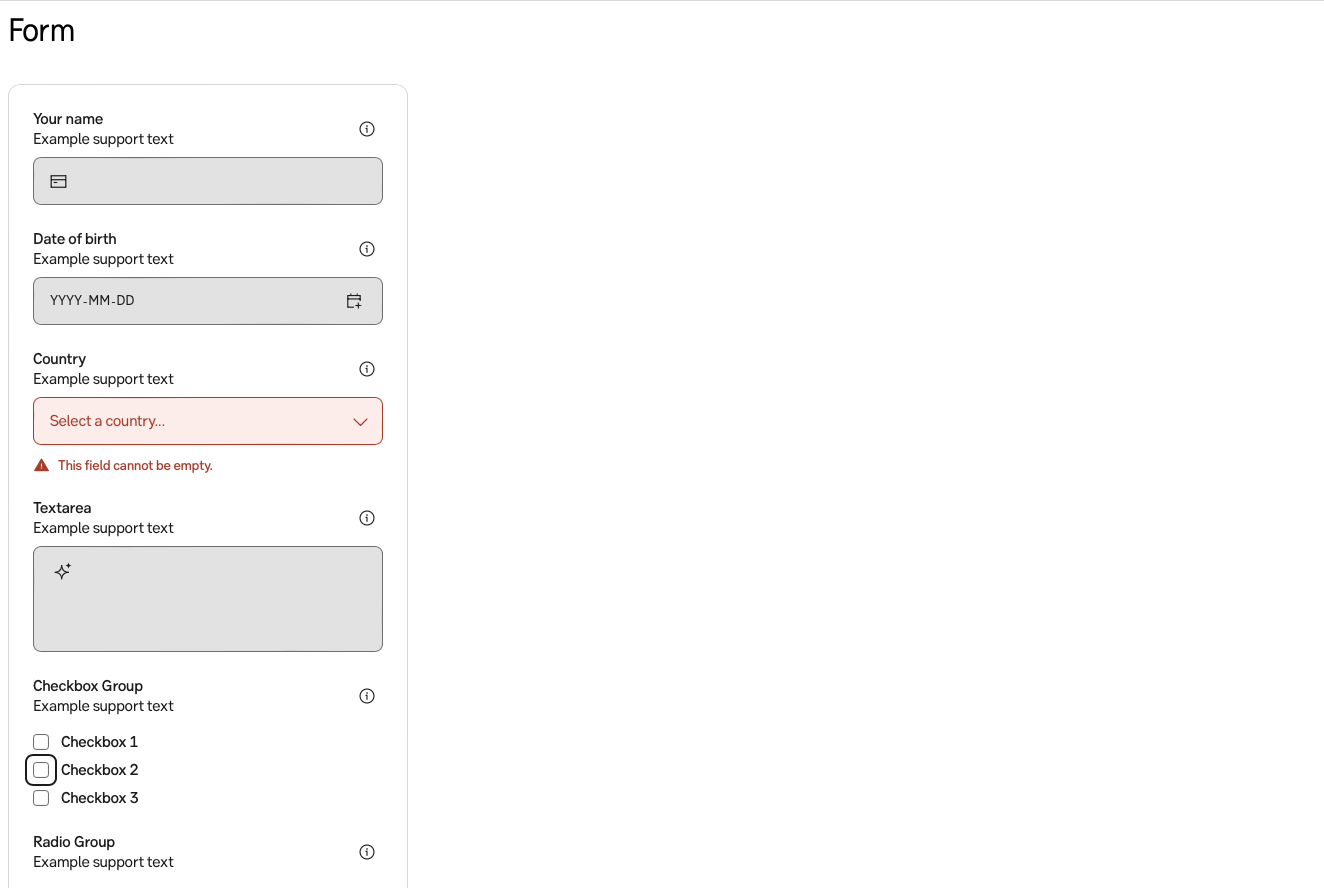 Form
Your name
Example support text
Date of birth
Example support text
YYYY-MM-DD
Country
Example support text
Select a country...
This field cannot be empty.
Textarea
Example support text
Checkbox Group
Example support text
Checkbox 1
Checkbox 2
Checkbox 3
Radio Group
Example support text